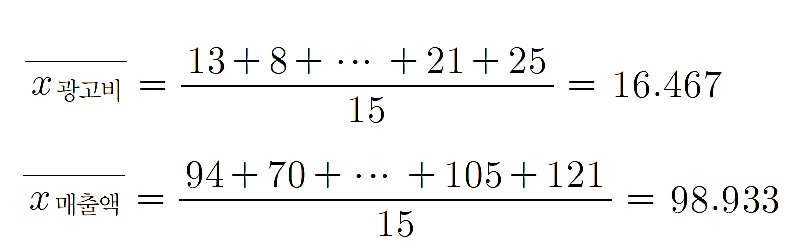 x̄ 광고비 = (13 + 8 + ⋯ + 21 + 25) / 15 = 16.467
x̄ 매출액 = (94 + 70 + ⋯ + 105 + 121) / 15 = 98.933